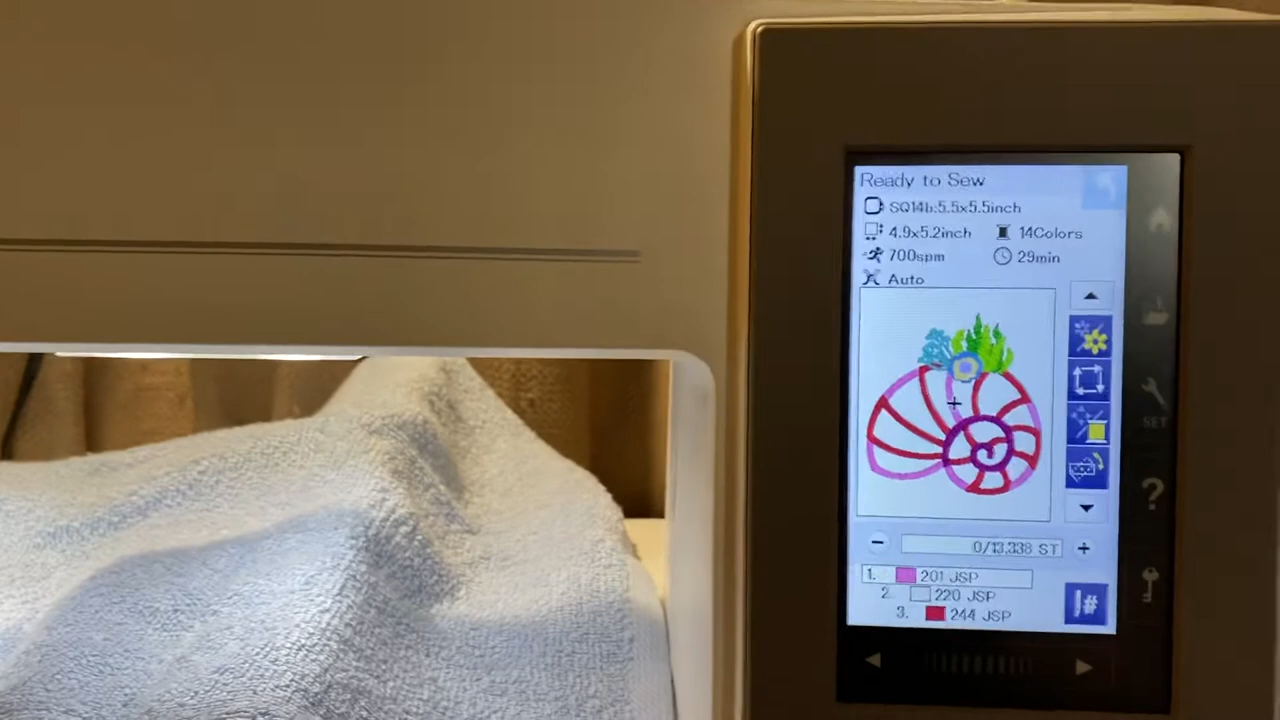 Ready to Sew
SQ14b:5.5x5.5inch
4.9x5.2inch 14Colors
700spm 29min
Auto
SET
?
− 0/13,338 ST +
1. 201 JSP
2. 220 JSP
3. 244 JSP
#